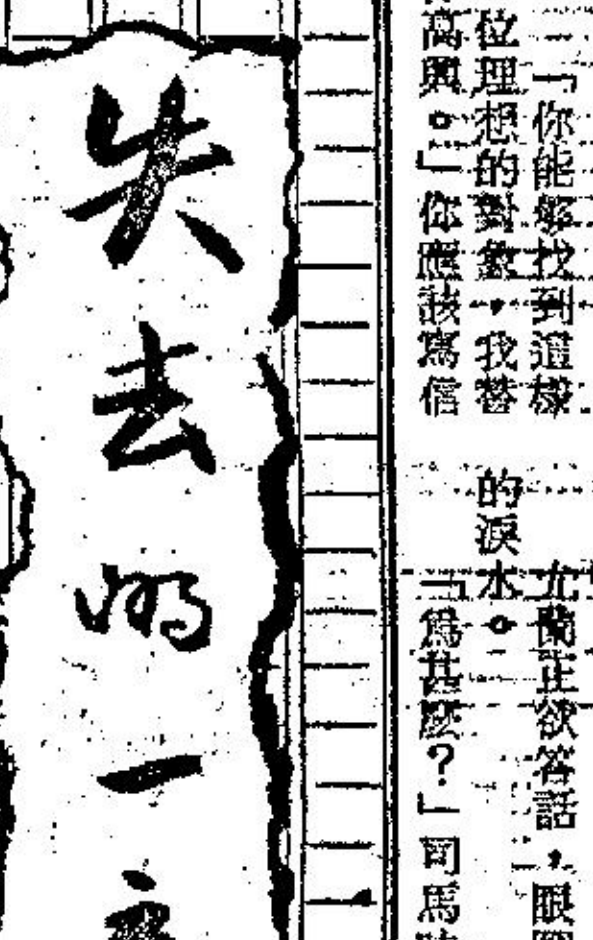 「你能夠找到這樣
位理想的對象，我替
高興。」你應該寫信
蘭正欲答話，眼
的淚水。
「爲甚麼？」司馬
失去的一